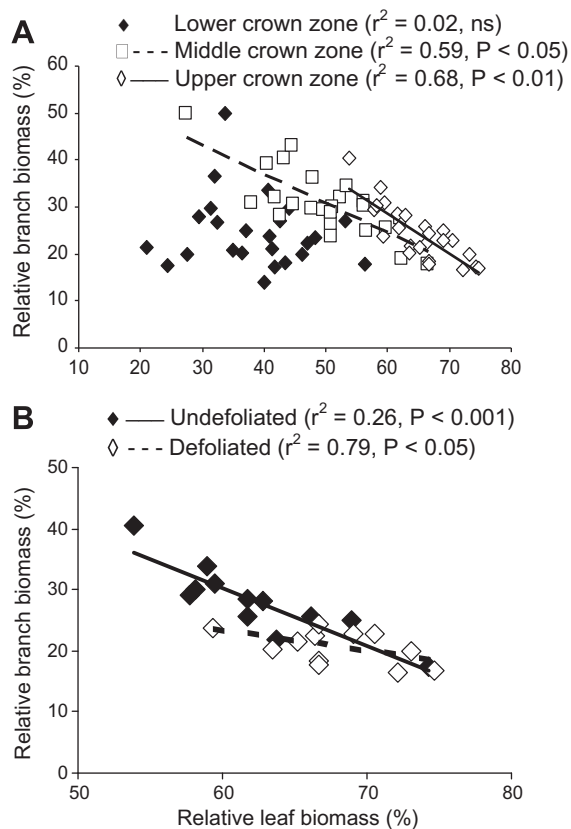 A
Lower crown zone (r² = 0.02, ns)
Middle crown zone (r² = 0.59, P < 0.05)
Upper crown zone (r² = 0.68, P < 0.01)
Relative branch biomass (%)
60
50
40
30
20
10
0
10 20 30 40 50 60 70 80
B
Undefoliated (r² = 0.26, P < 0.001)
Defoliated (r² = 0.79, P < 0.05)
Relative branch biomass (%)
50
40
30
20
10
0
50 60 70 80
Relative leaf biomass (%)